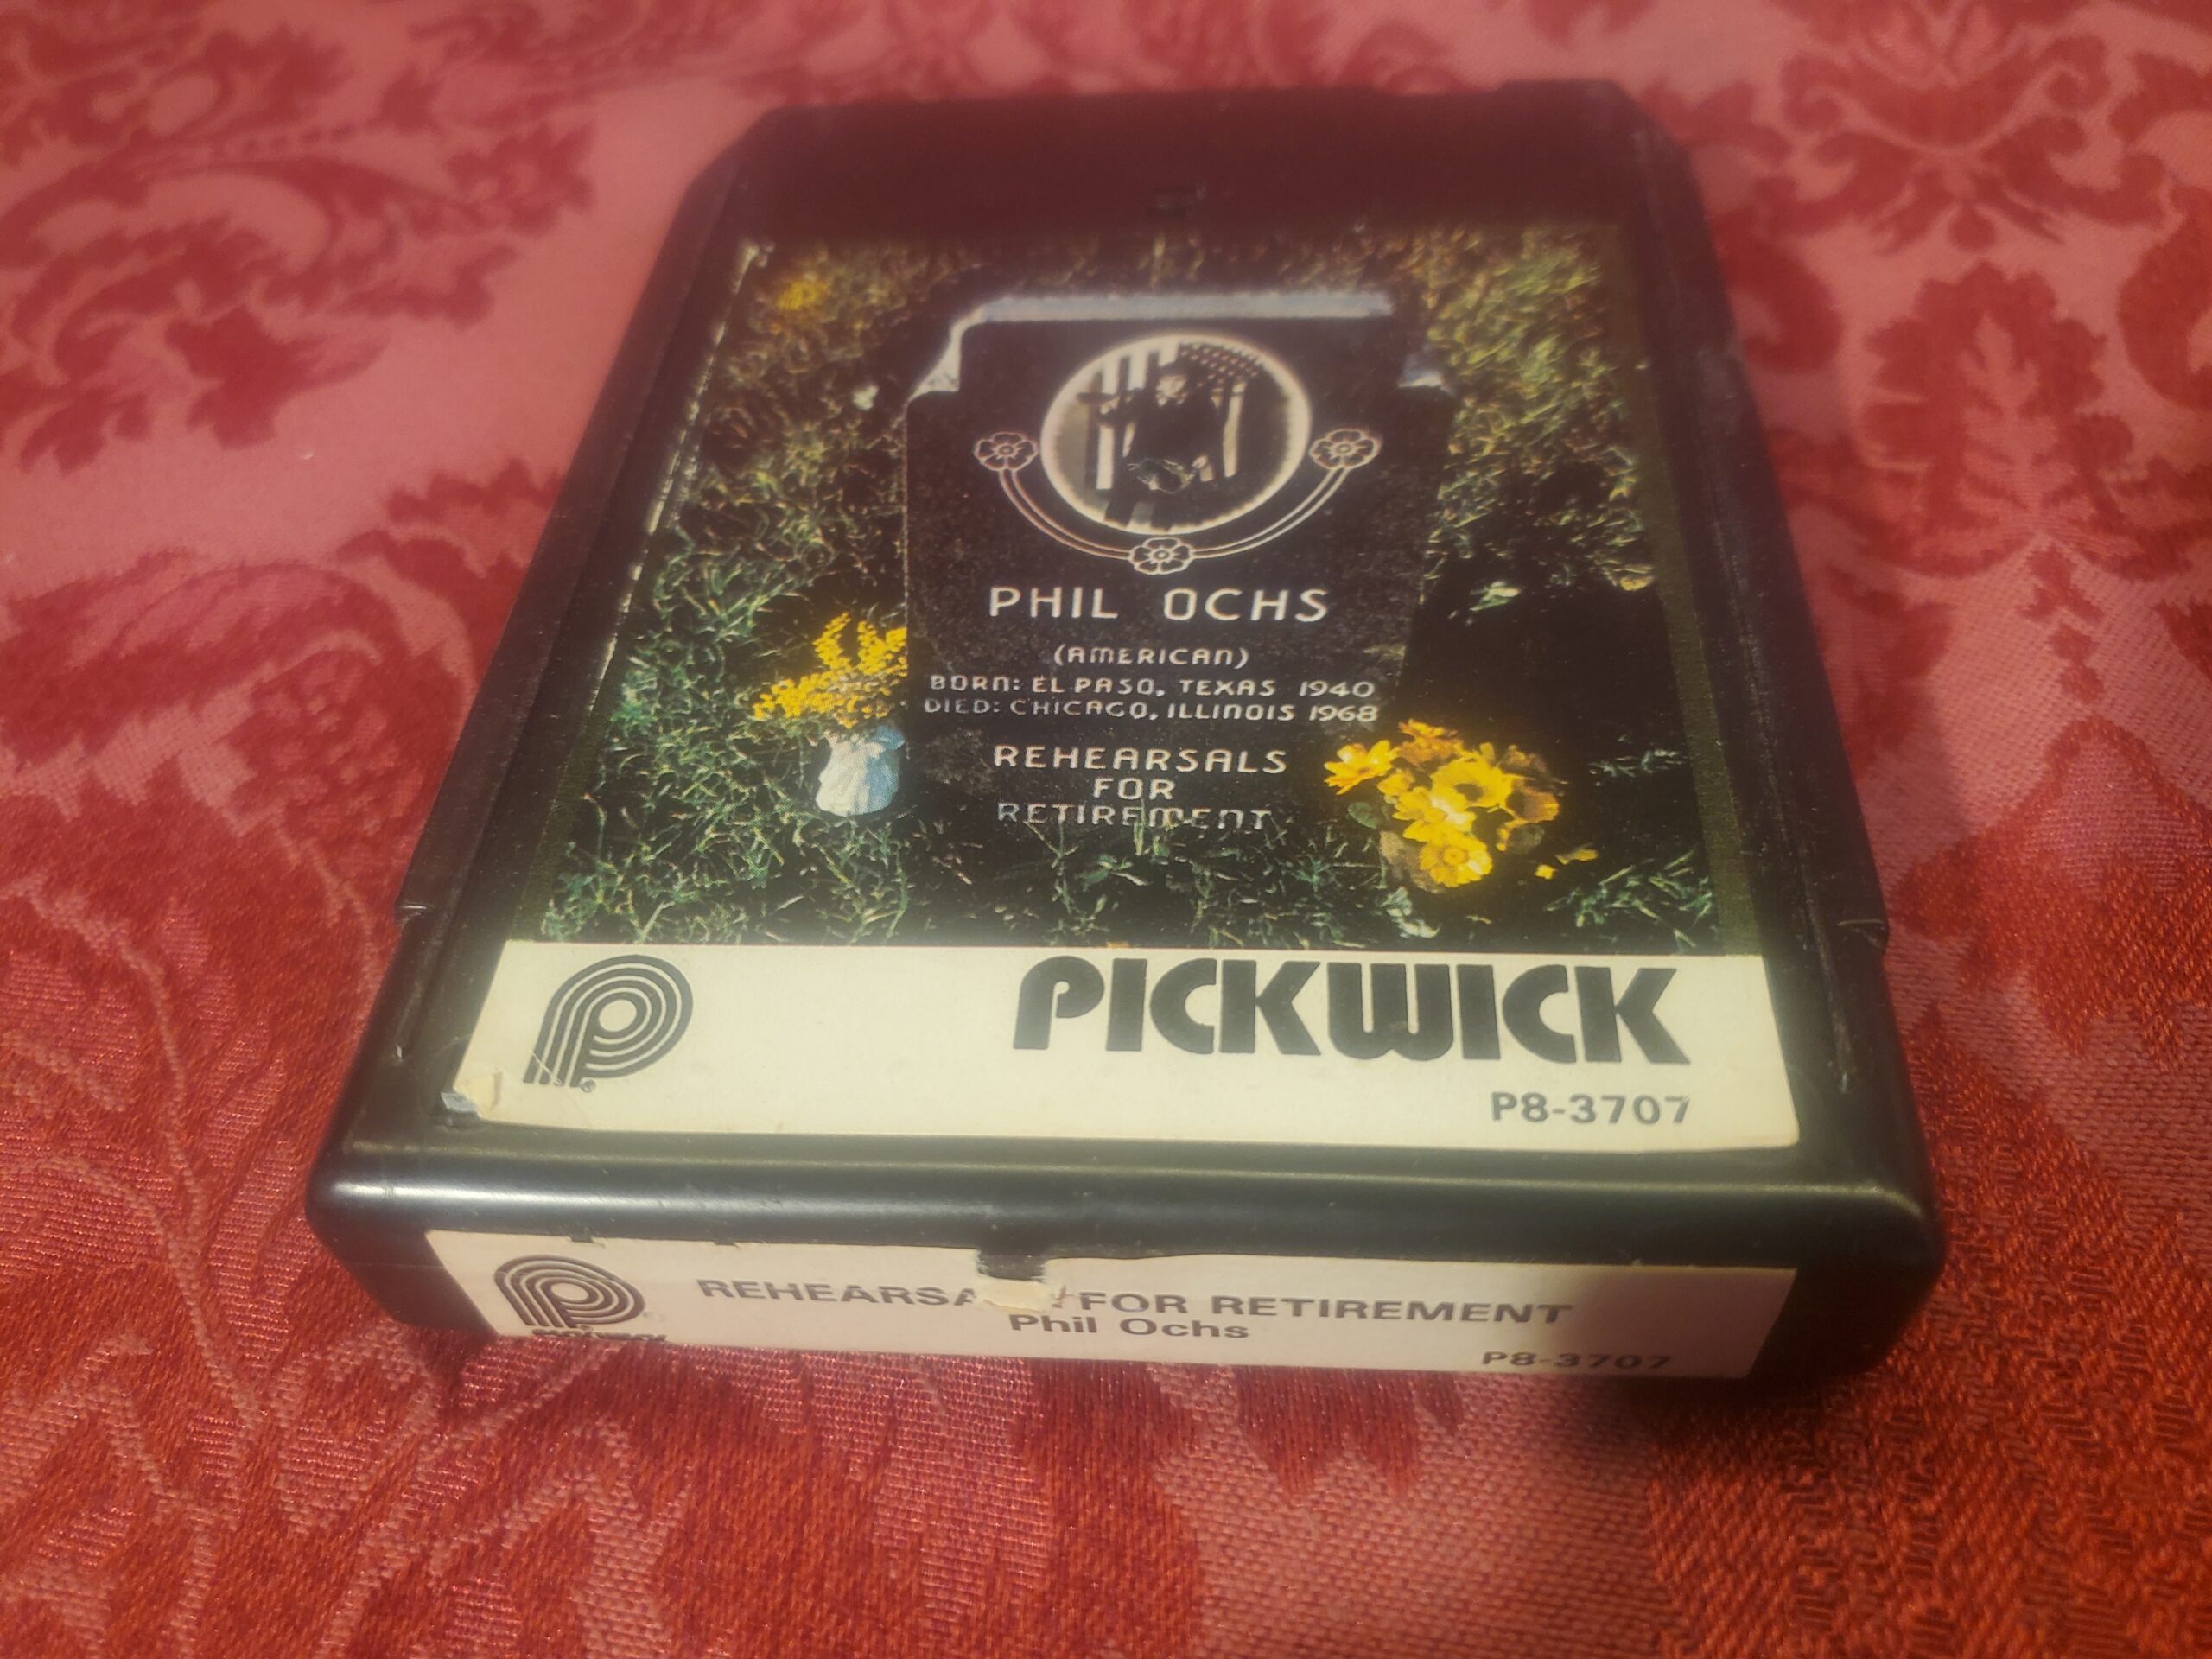 PHIL OCHS
(AMERICAN)
BORN: EL PASO, TEXAS 1940
DIED: CHICAGO, ILLINOIS 1968
REHEARSALS
FOR
RETIREMENT
P
PICKWICK
P8-3707
P
REHEARSA FOR RETIREMENT
Phil Ochs
P8-3707